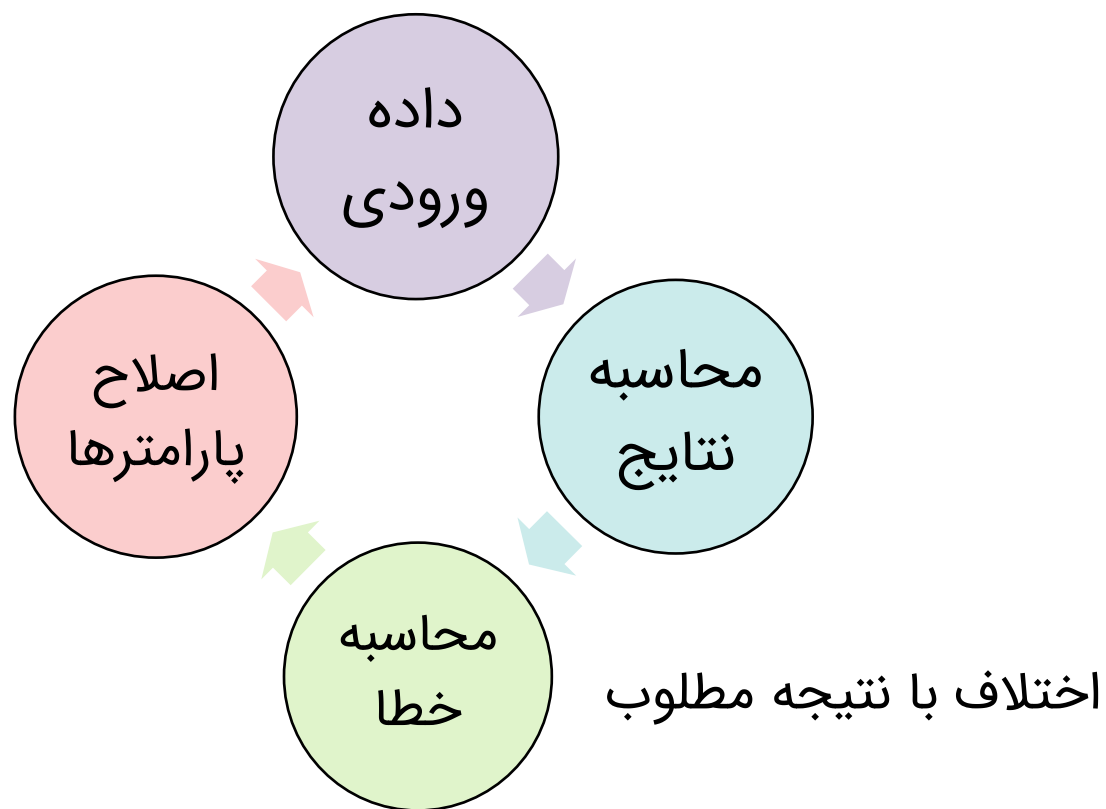 داده
ورودی
محاسبه
نتایج
محاسبه
خطا
اختلاف با نتیجه مطلوب
اصلاح
پارامترها